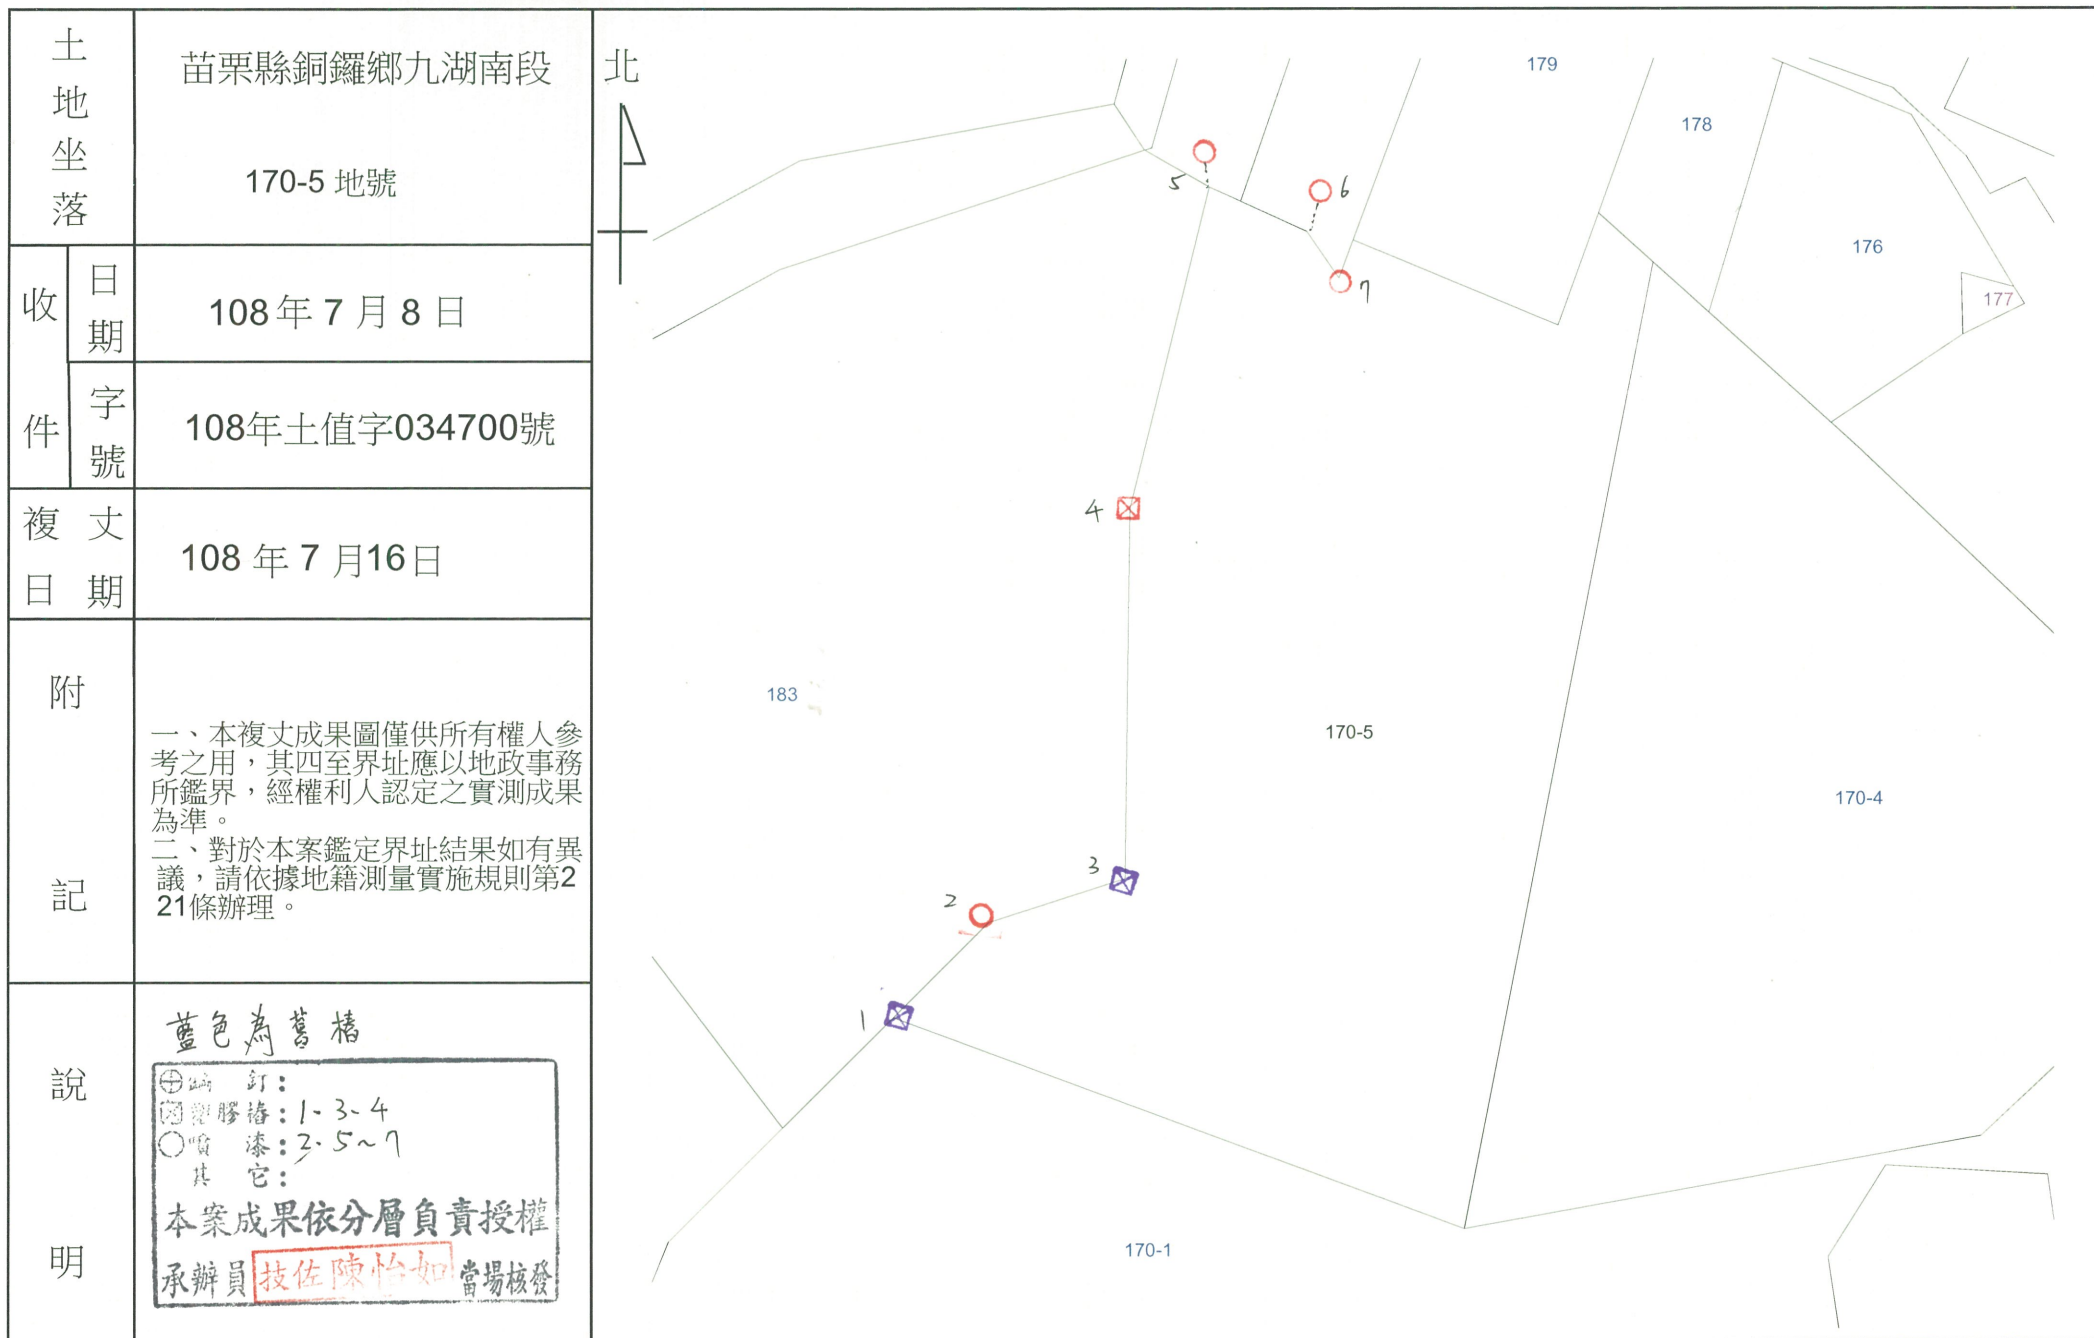 土地坐落
苗栗縣銅鑼鄉九湖南段
170-5 地號
收件
日期
108年 7 月 8 日
字號
108年土值字034700號
複丈日期
108 年 7 月16日
附記
一、本複丈成果圖僅供所有權人參
考之用，其四至界址應以地政事務
所鑑界，經權利人認定之實測成果
為準。
二、對於本案鑑定界址結果如有異
議，請依據地籍測量實施規則第2
21條辦理。
說明
藍色為舊樁
釘：
塑膠樁：1、3、4
噴漆：2、5~7
其它：
本案成果依分層負責授權
承辦員 技佐陳怡如 當場核發
北
179
178
176
177
5
6
7
4
183
170-5
170-4
3
2
1
170-1